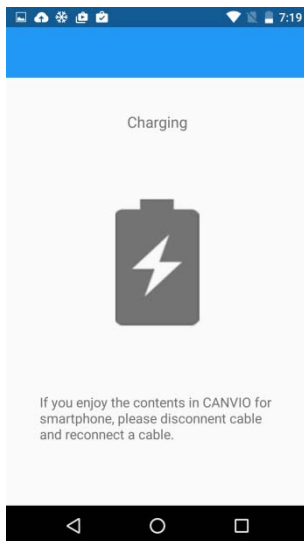 7:19
Charging
If you enjoy the contents in CANVIO for
smartphone, please disconnent cable
and reconnect a cable.